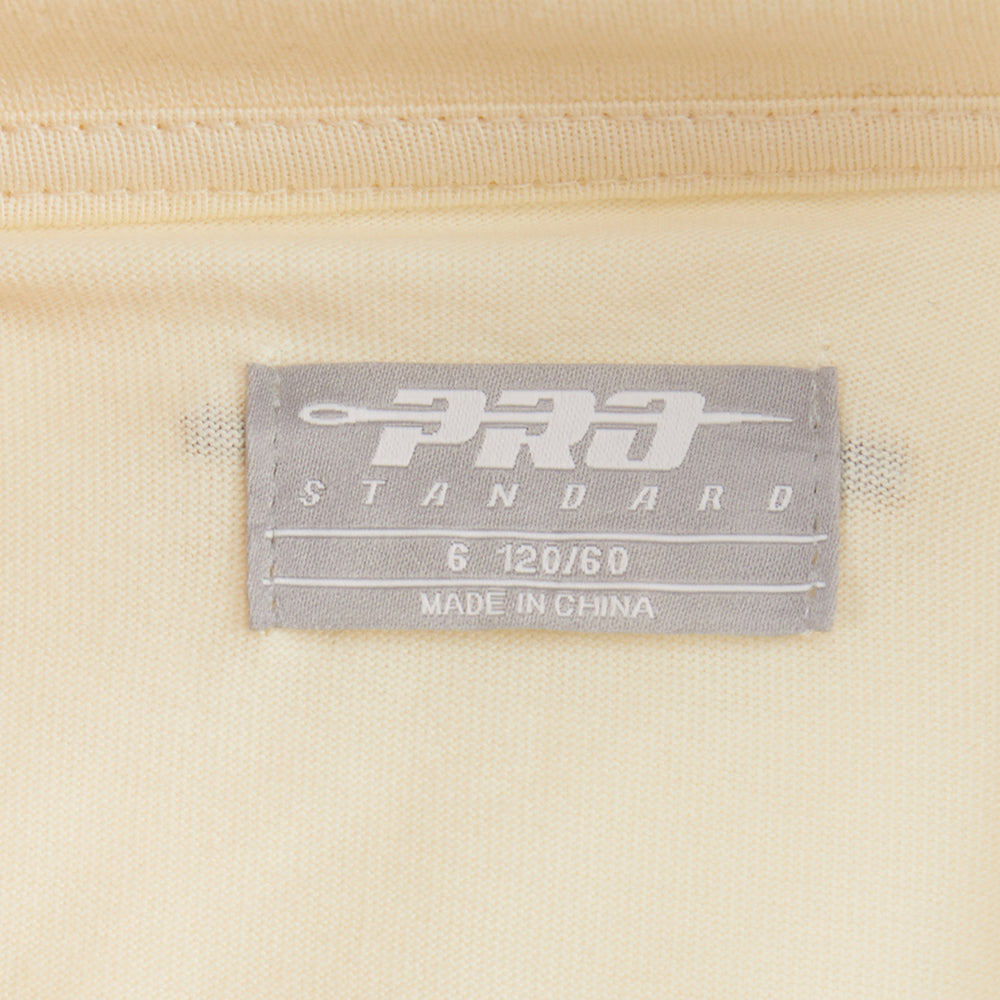 PRO
STANDARD
6 120/60
MADE IN CHINA